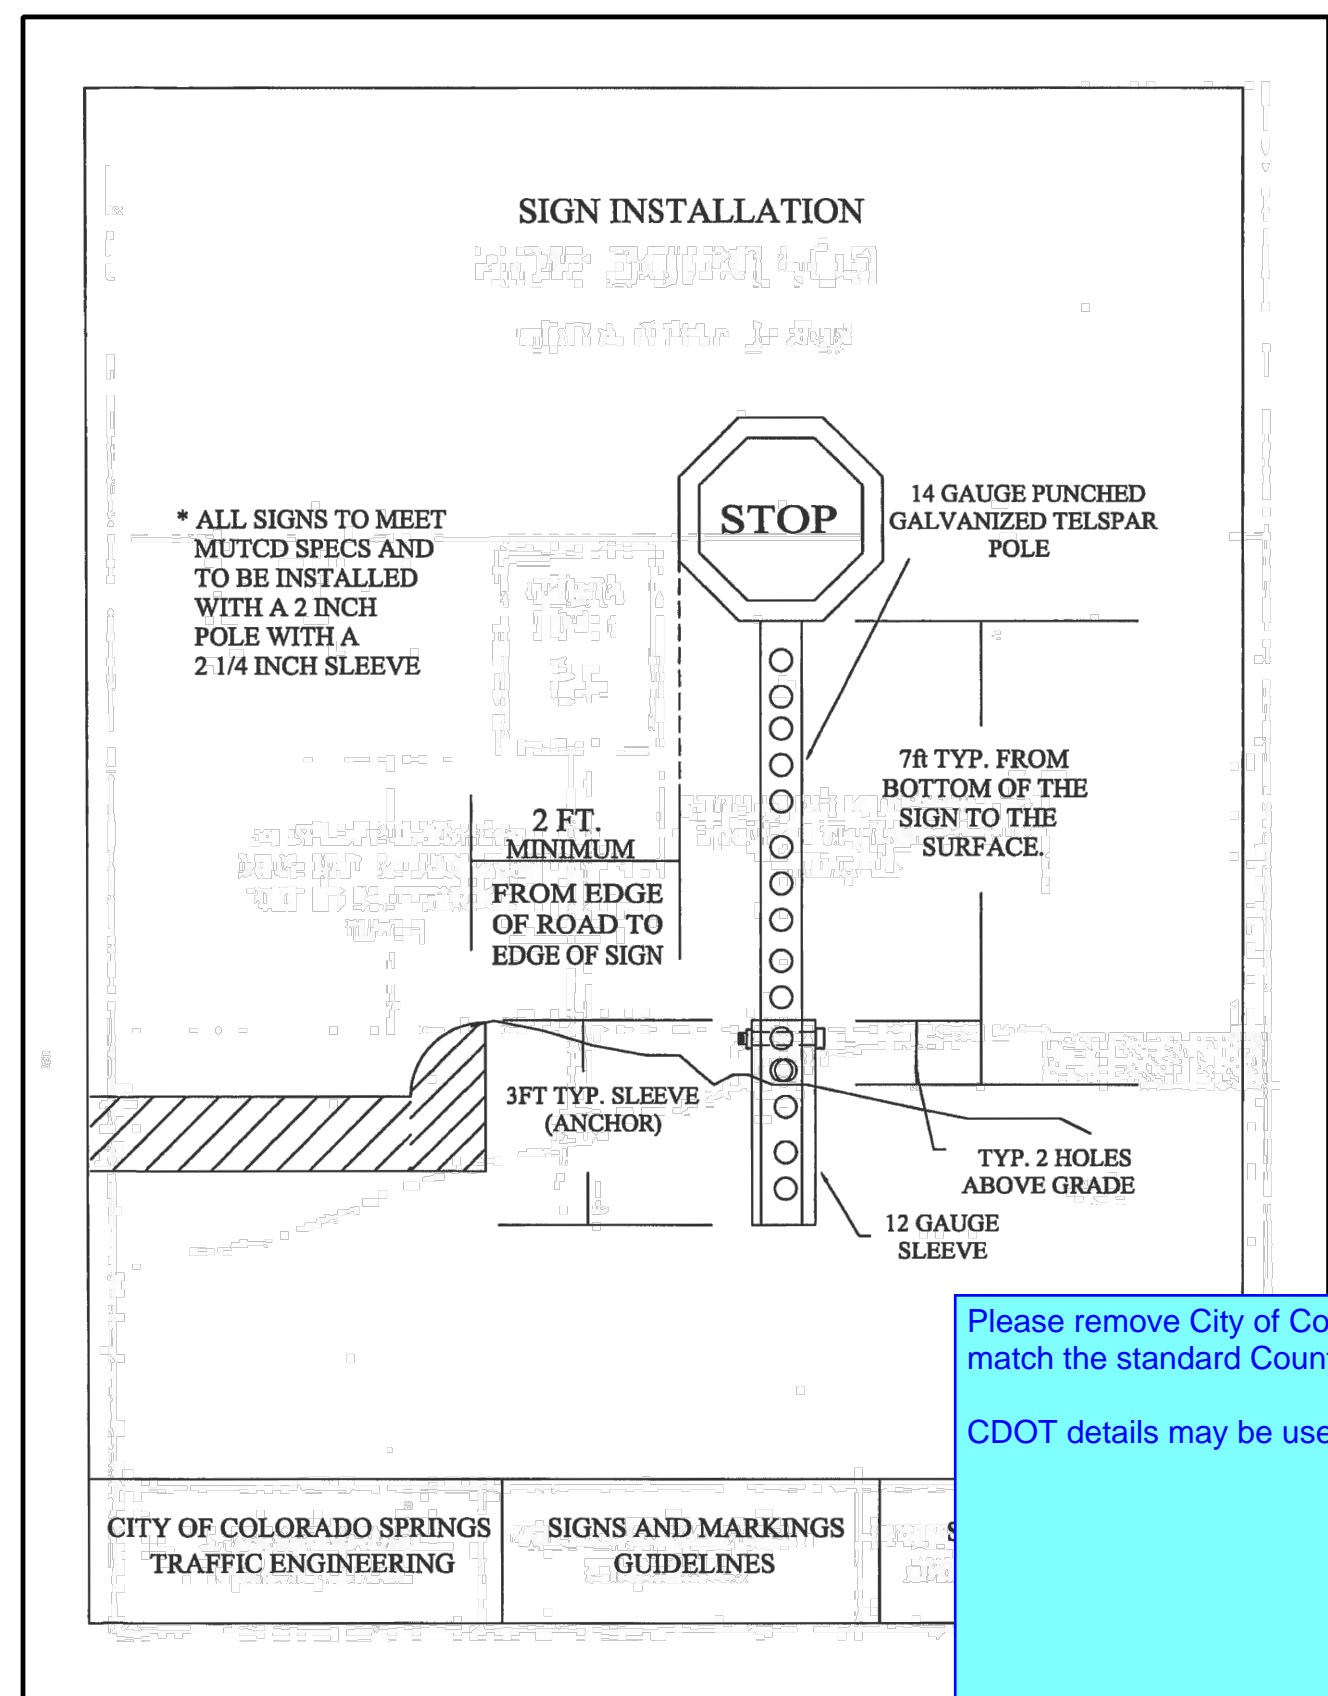 SIGN INSTALLATION
* ALL SIGNS TO MEET
MUTCD SPECS AND
TO BE INSTALLED
WITH A 2 INCH
POLE WITH A
2 1/4 INCH SLEEVE
STOP
14 GAUGE PUNCHED
GALVANIZED TELSPAR
POLE
7ft TYP. FROM
BOTTOM OF THE
SIGN TO THE
SURFACE.
2 FT.
MINIMUM
FROM EDGE
OF ROAD TO
EDGE OF SIGN
3FT TYP. SLEEVE
(ANCHOR)
TYP. 2 HOLES
ABOVE GRADE
12 GAUGE
SLEEVE
Please remove City of Co
match the standard Coun
CDOT details may be use
CITY OF COLORADO SPRINGS
TRAFFIC ENGINEERING
SIGNS AND MARKINGS
GUIDELINES